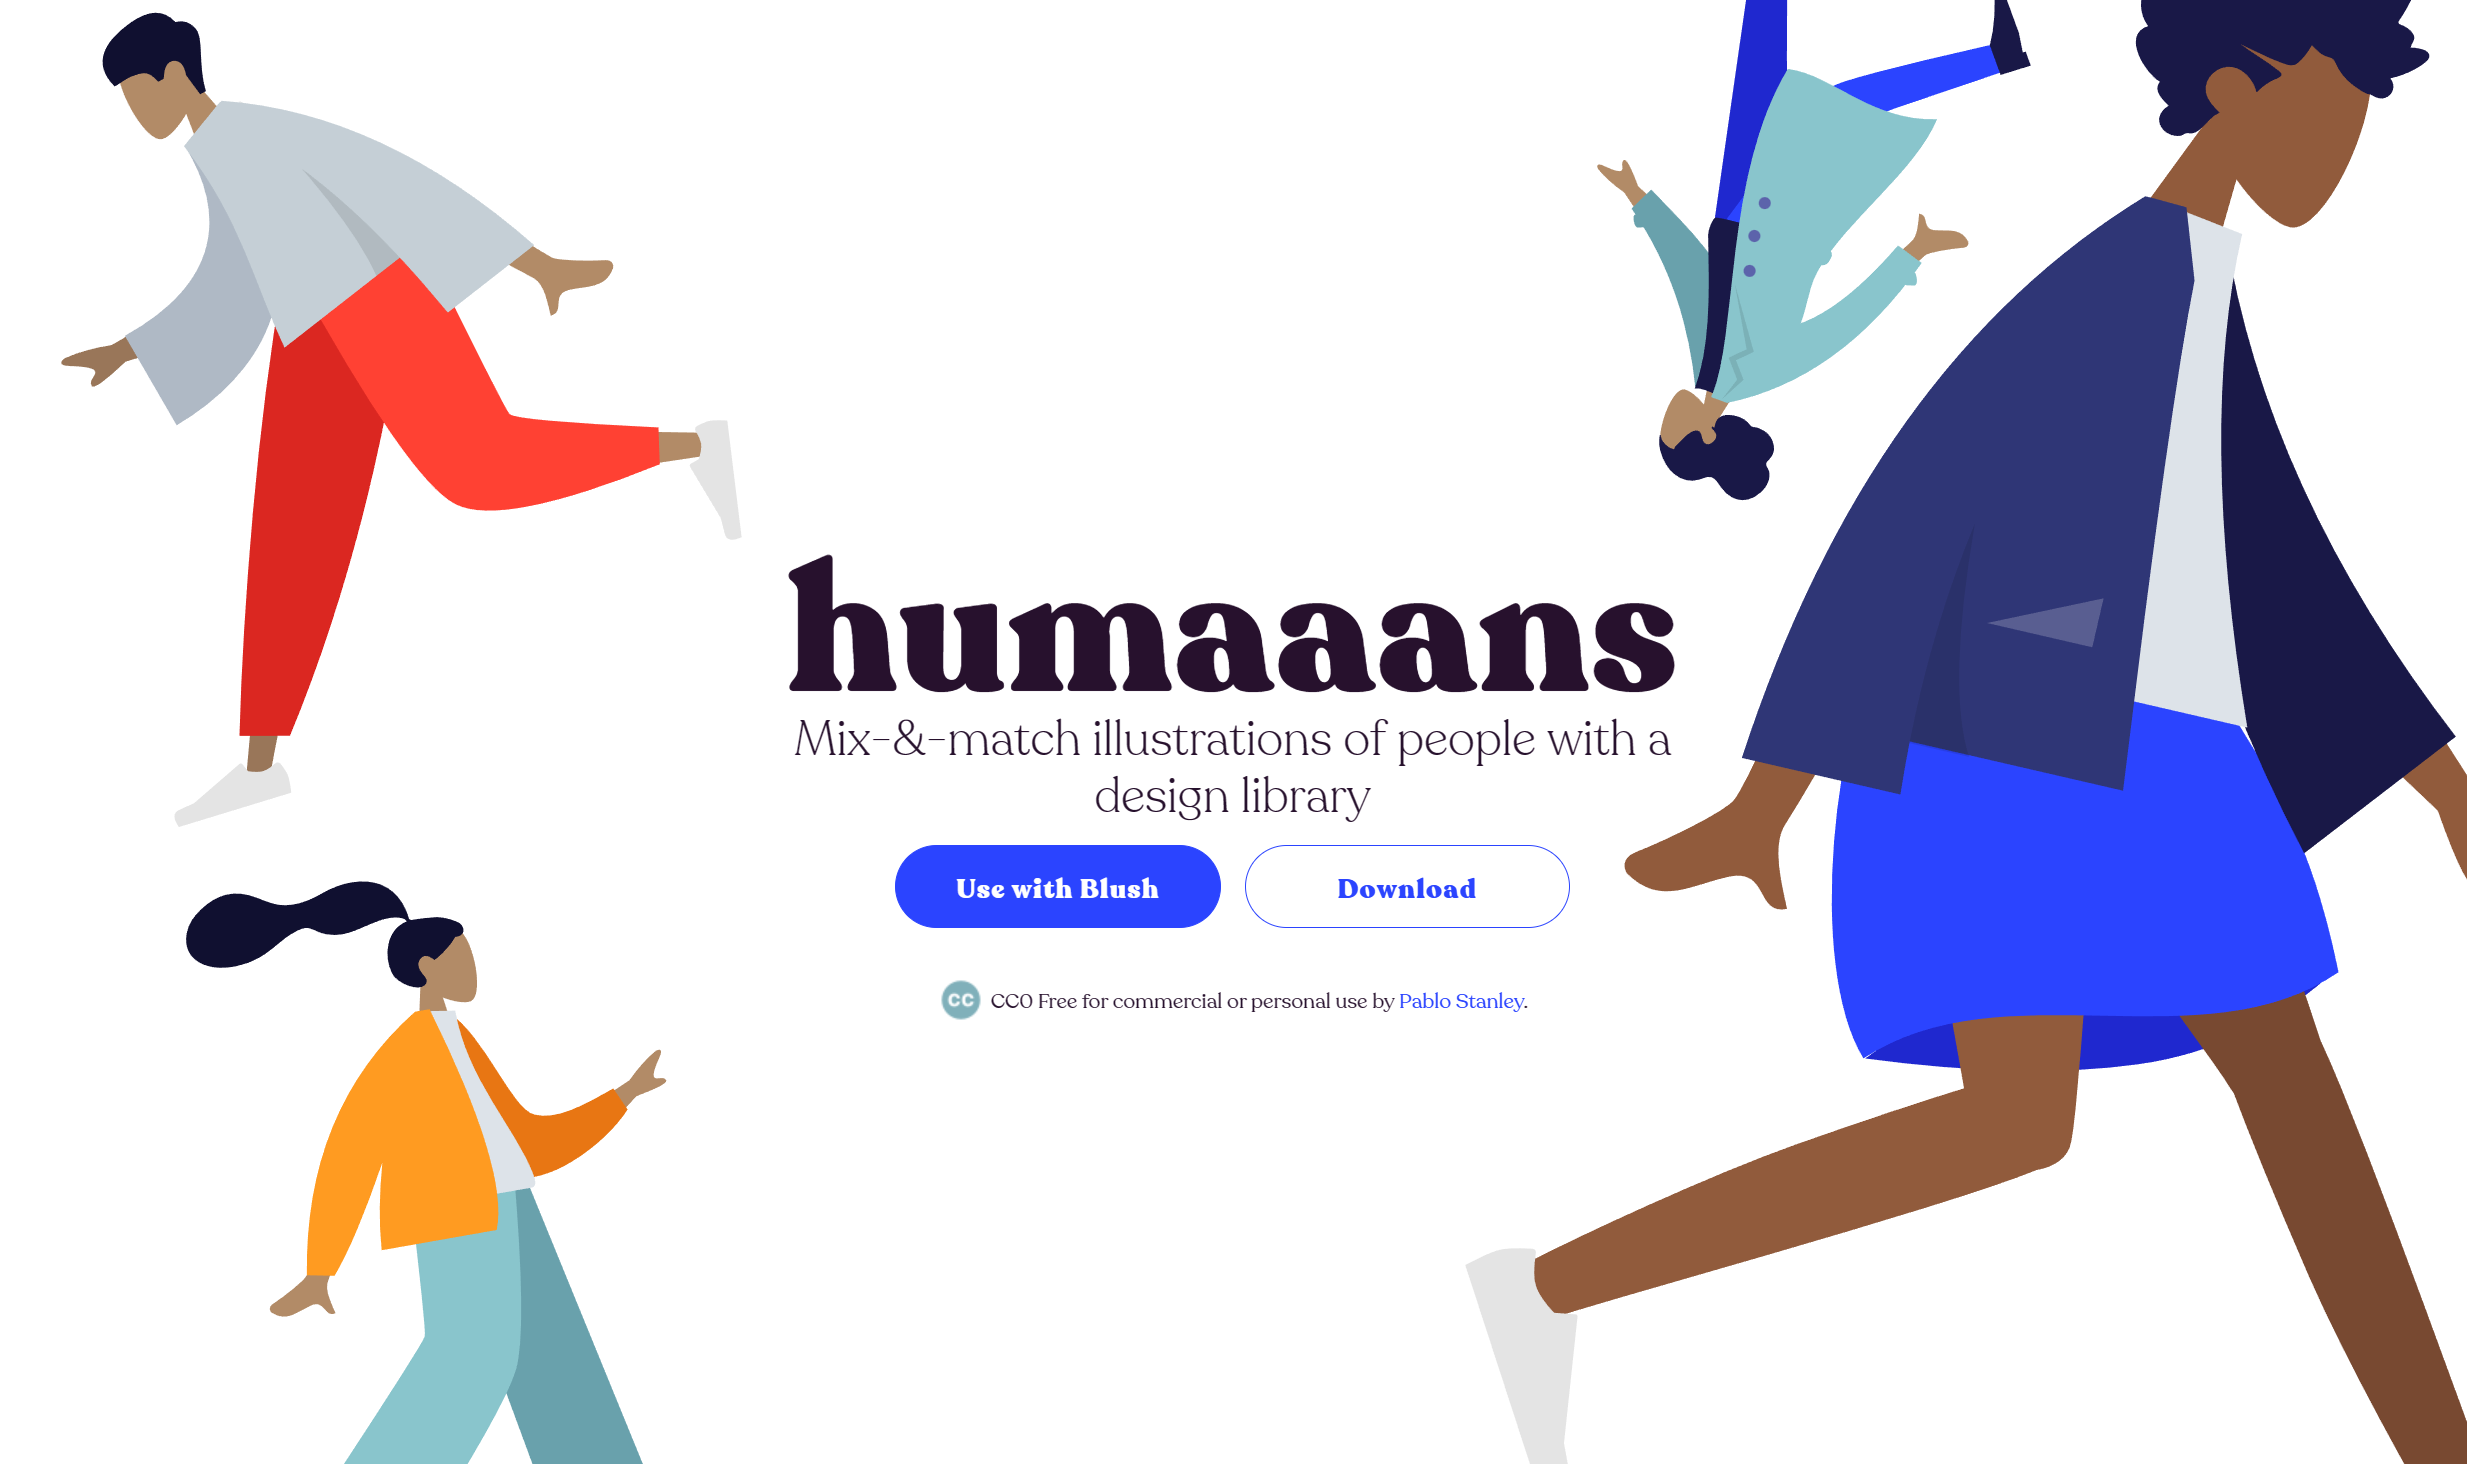 humaaans
Mix-&-match illustrations of people with a
design library
Use with Blush
Download
CC CC0 Free for commercial or personal use by Pablo Stanley.